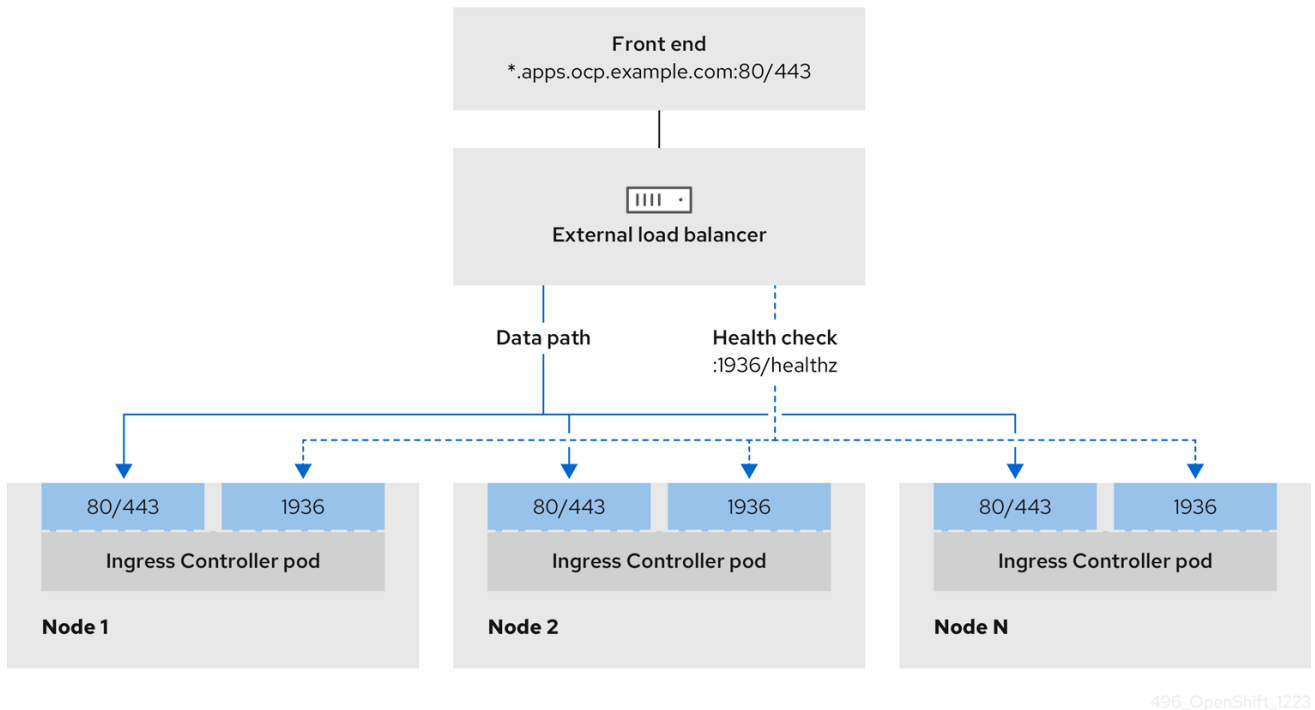 Front end
*.apps.ocp.example.com:80/443
External load balancer
Data path
Health check
:1936/healthz
80/443
1936
80/443
1936
80/443
1936
Ingress Controller pod
Ingress Controller pod
Ingress Controller pod
Node 1
Node 2
Node N
496_OpenShift_1223